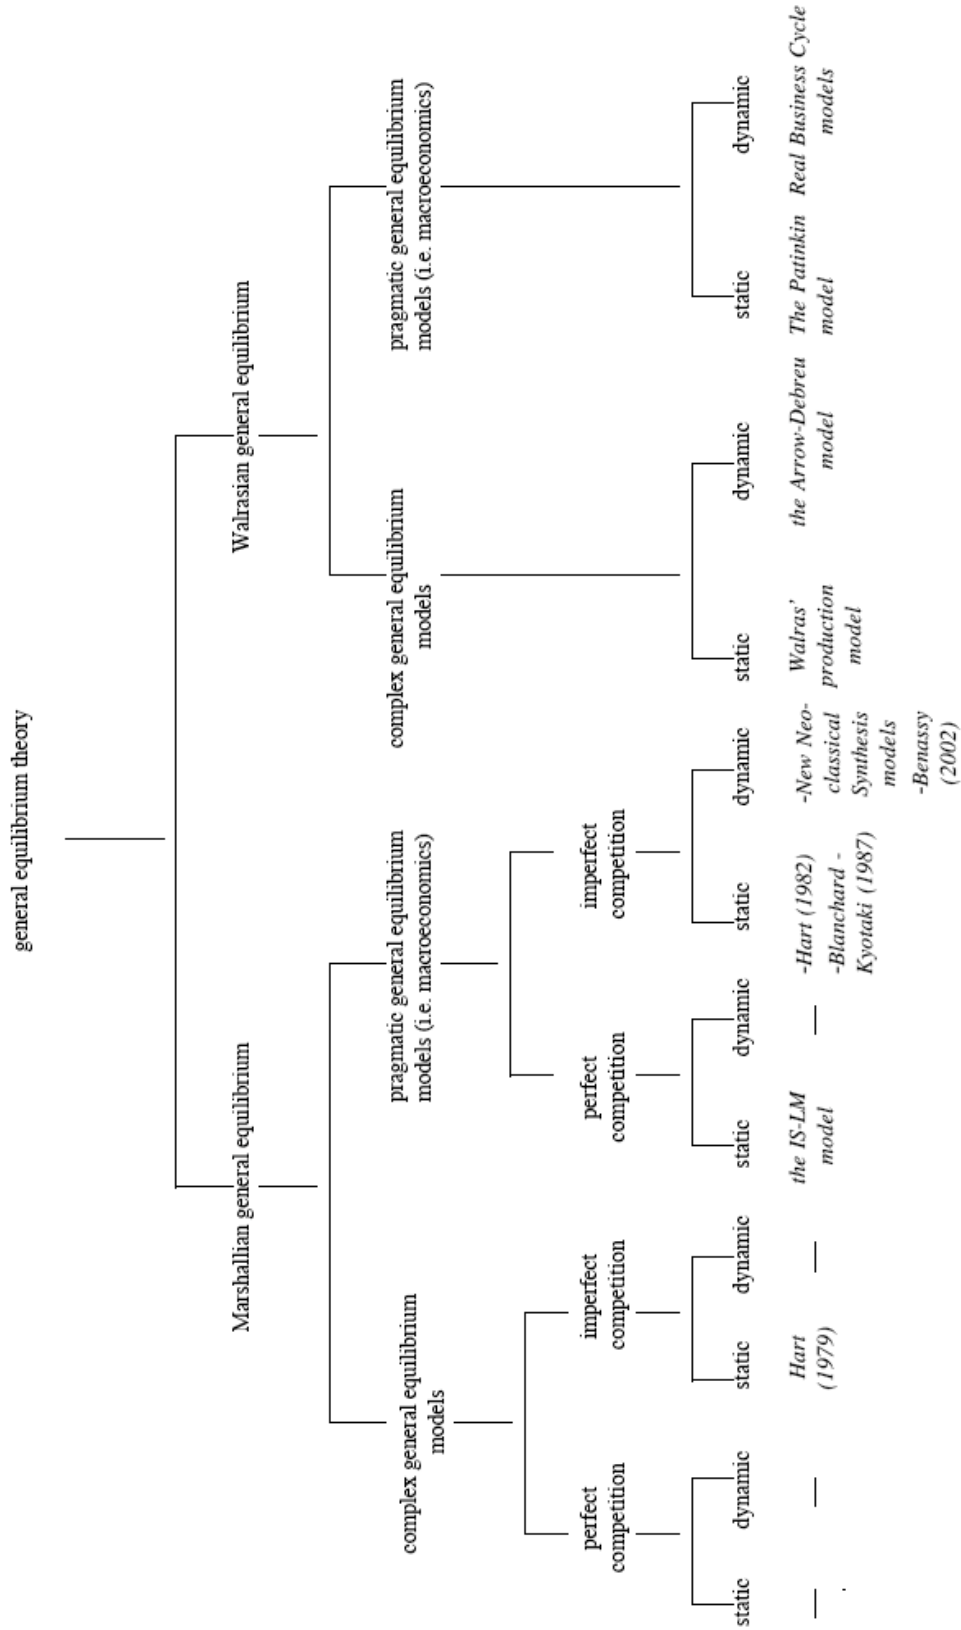 general equilibrium theory
Marshallian general equilibrium
Walrasian general equilibrium
complex general equilibrium
models
pragmatic general equilibrium
models (i.e. macroeconomics)
complex general equilibrium
models
pragmatic general equilibrium
models (i.e. macroeconomics)
perfect
competition
imperfect
competition
perfect
competition
imperfect
competition
static
dynamic
static
dynamic
static
dynamic
static
dynamic
static
dynamic
static
dynamic
—
—
Hart
(1979)
—
the IS-LM
model
—
-Hart (1982)
-Blanchard -
Kyotaki (1987)
-New Neo-
classical
Synthesis
models
-Benassy
(2002)
Walras'
production
model
the Arrow-Debreu
model
The Patinkin
model
Real Business Cycle
models